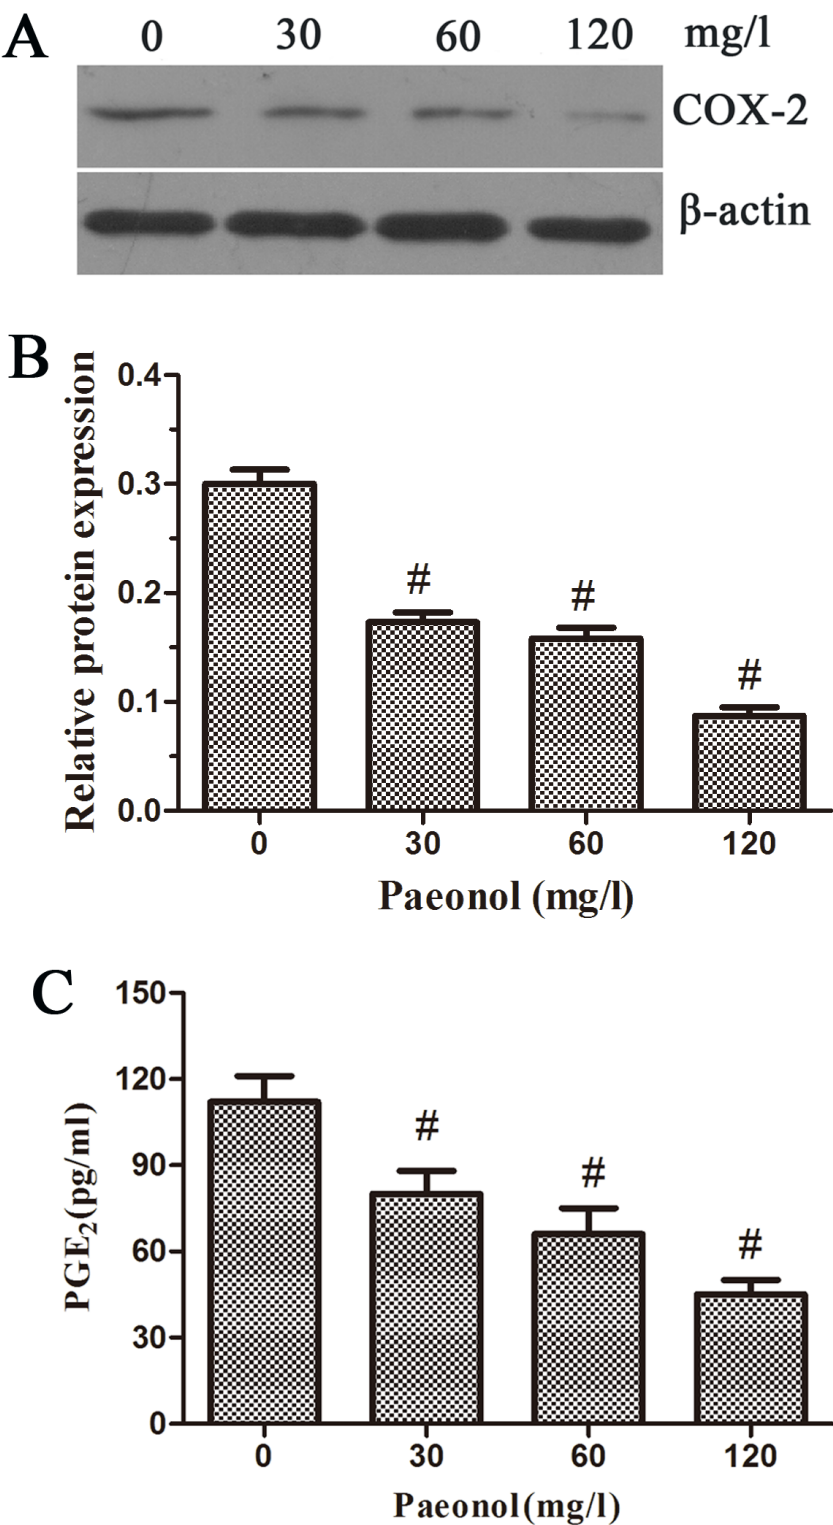 A 0 30 60 120 mg/l
COX-2
β-actin
B
Relative protein expression
0.4
0.3
0.2
0.1
0.0
#
#
#
0 30 60 120
Paeonol (mg/l)
C
PGE2(pg/ml)
150
120
90
60
30
0
#
#
#
0 30 60 120
Paeonol(mg/l)